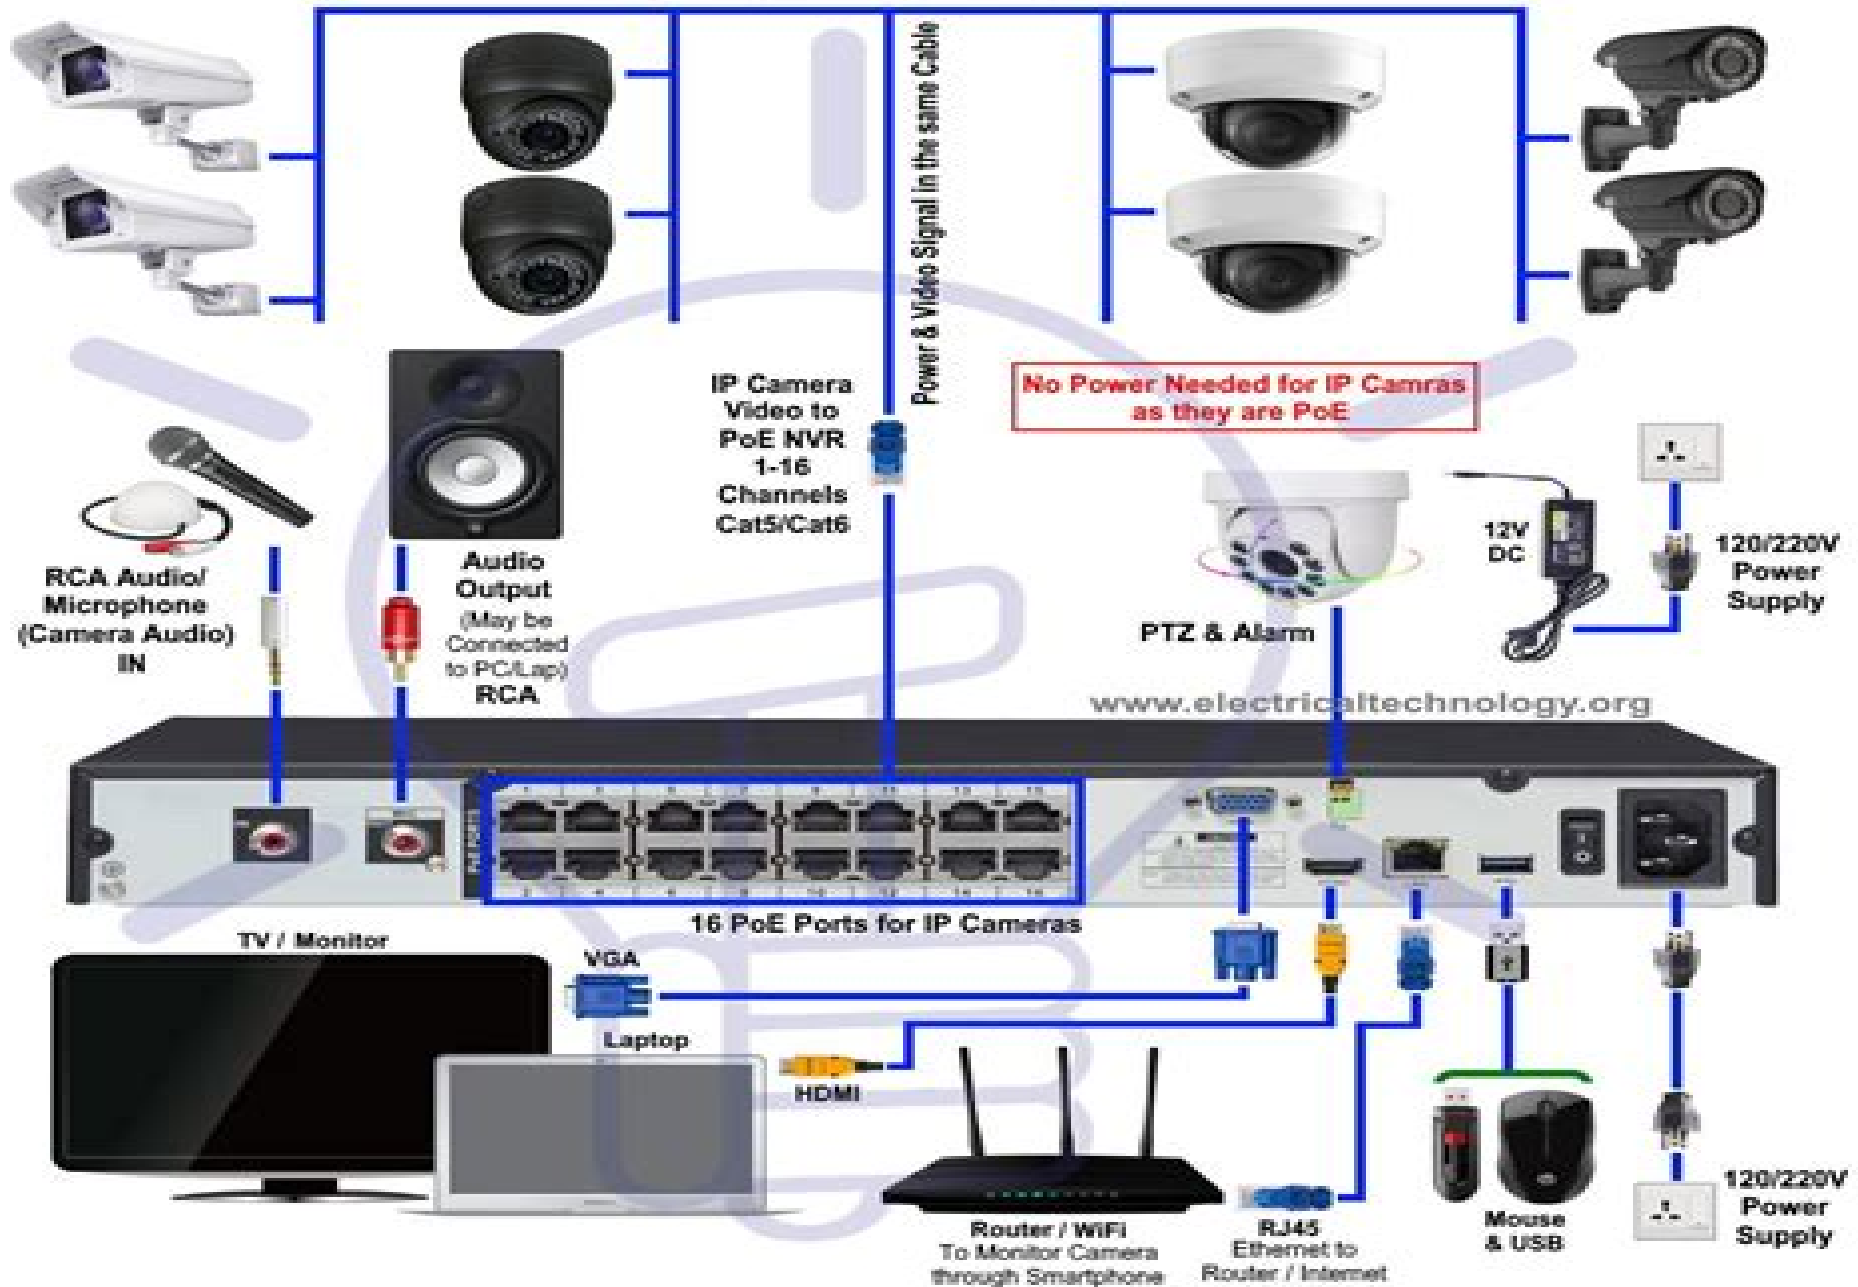 Power & Video Signal in the same Cable
IP Camera
Video to
PoE NVR
1-16
Channels
Cat5/Cat6
No Power Needed for IP Camras
as they are PoE
RCA Audio/
Microphone
(Camera Audio)
IN
Audio
Output
(May be
Connected
to PC/Lap)
RCA
PTZ & Alarm
12V
DC
120/220V
Power
Supply
www.electricaltechnology.org
16 PoE Ports for IP Cameras
TV / Monitor
VGA
Laptop
HDMI
Router / WiFi
To Monitor Camera
through Smartphone
RJ45
Ethernet to
Router / Internet
Mouse
& USB
120/220V
Power
Supply